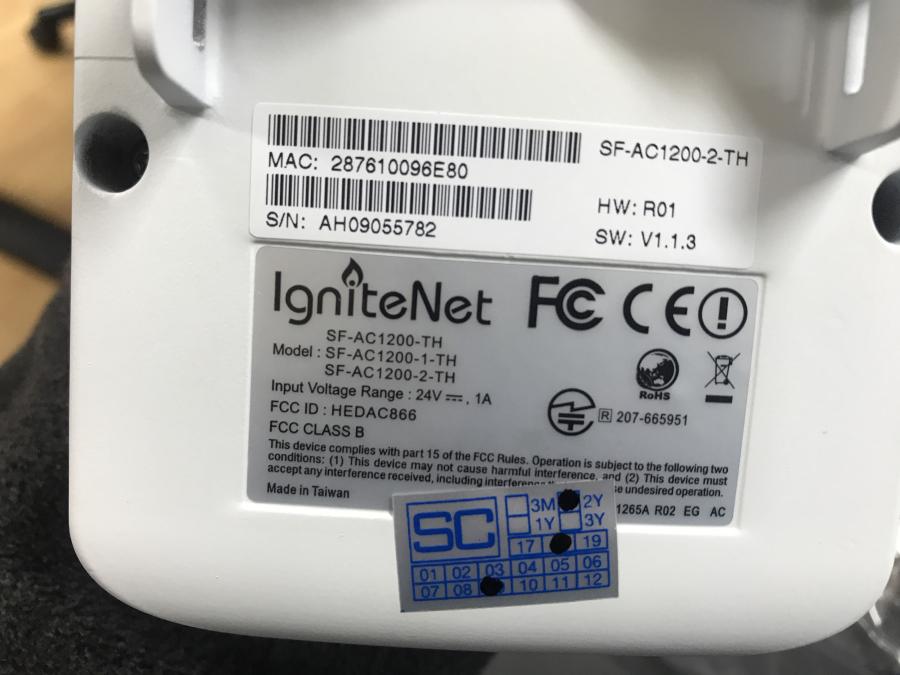 SF-AC1200-2-TH
MAC: 287610096E80
HW: R01
S/N: AH09055782
SW: V1.1.3
IgniteNet
FC CE
SF-AC1200-TH
Model : SF-AC1200-1-TH
SF-AC1200-2-TH
RoHS
Input Voltage Range : 24V ⎓, 1A
R 207-665951
FCC ID : HEDAC866
FCC CLASS B
This device complies with part 15 of the FCC Rules. Operation is subject to the following two
conditions: (1) This device may not cause harmful interference, and (2) This device must
accept any interference received, including se undesired operation.
Made in Taiwan
1265A R02 EG AC
SC
3M 2Y
1Y 3Y
17 19
01 02 03 04 05 06
07 08 10 11 12